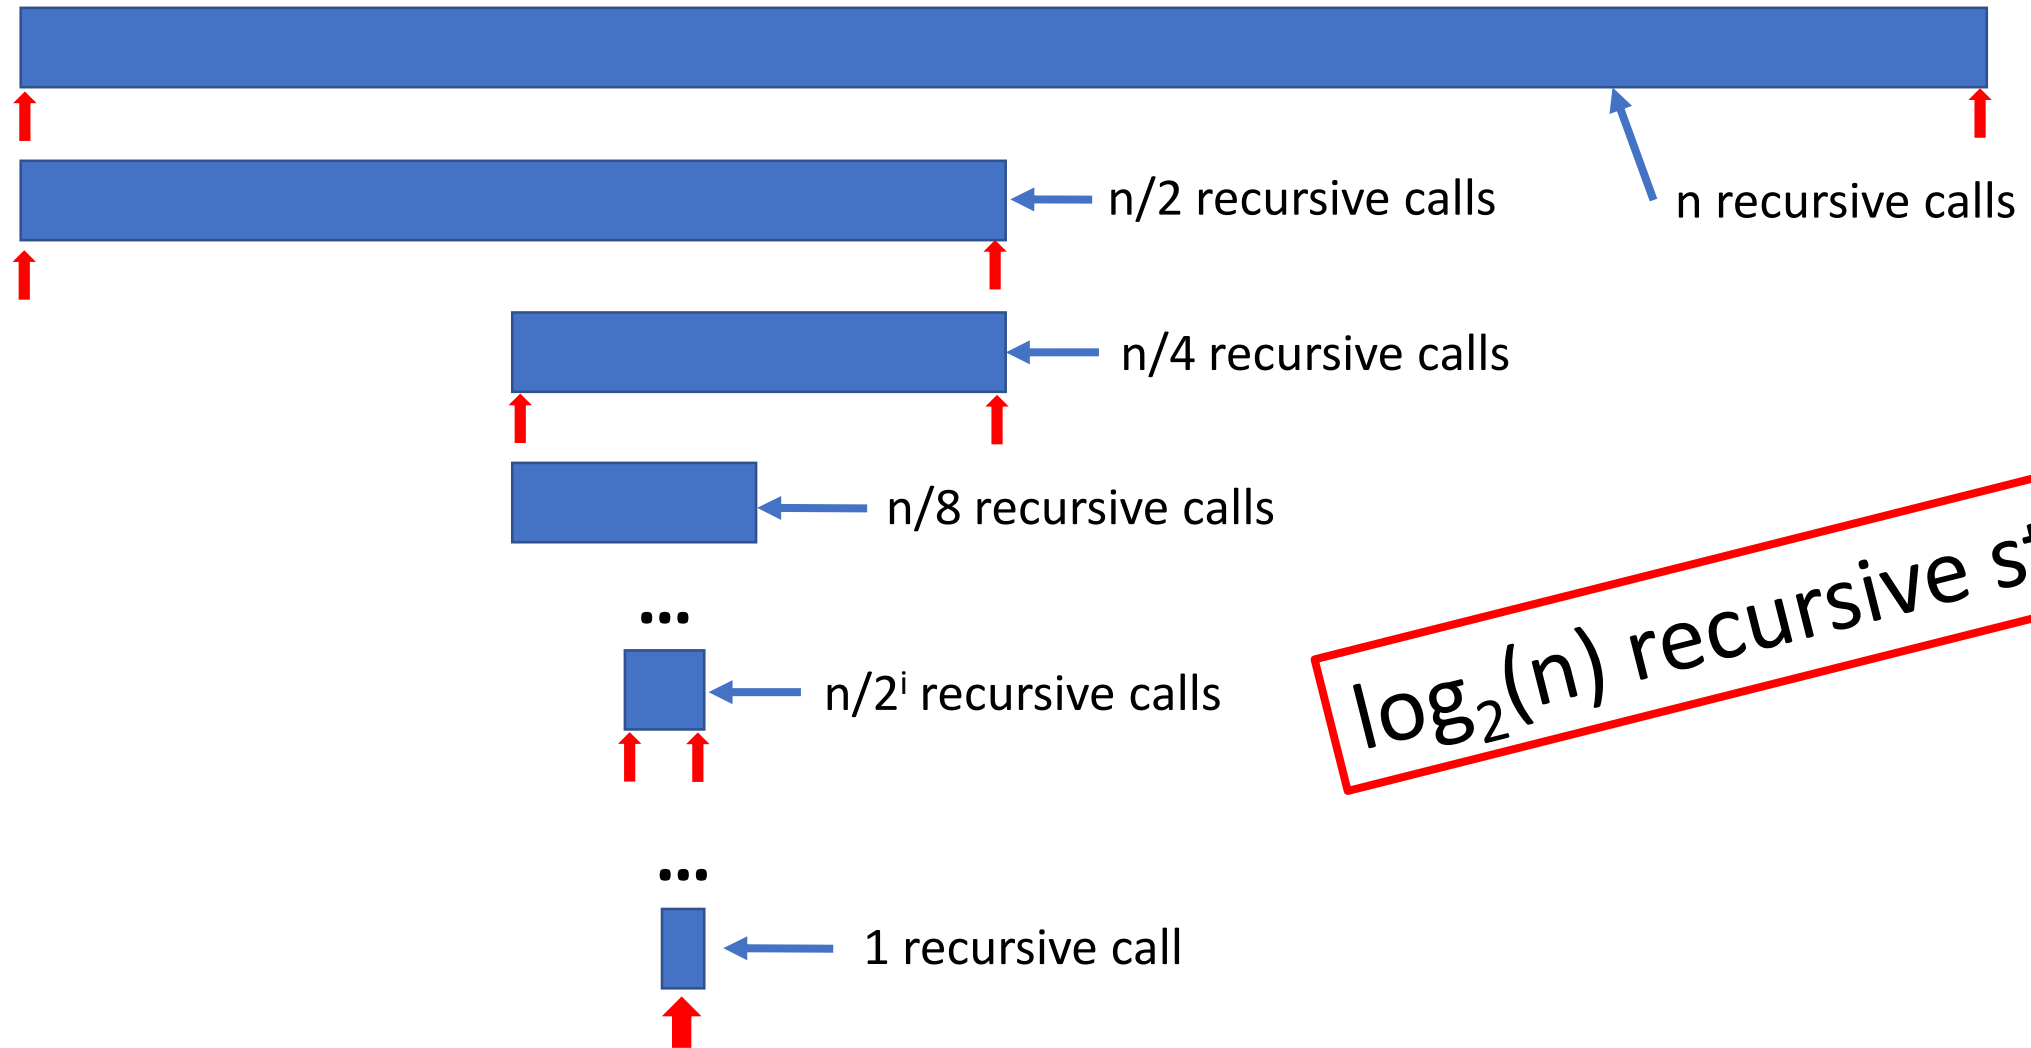 n/2 recursive calls
n recursive calls
n/4 recursive calls
n/8 recursive calls
...
n/2ⁱ recursive calls
log₂(n) recursive
...
1 recursive call